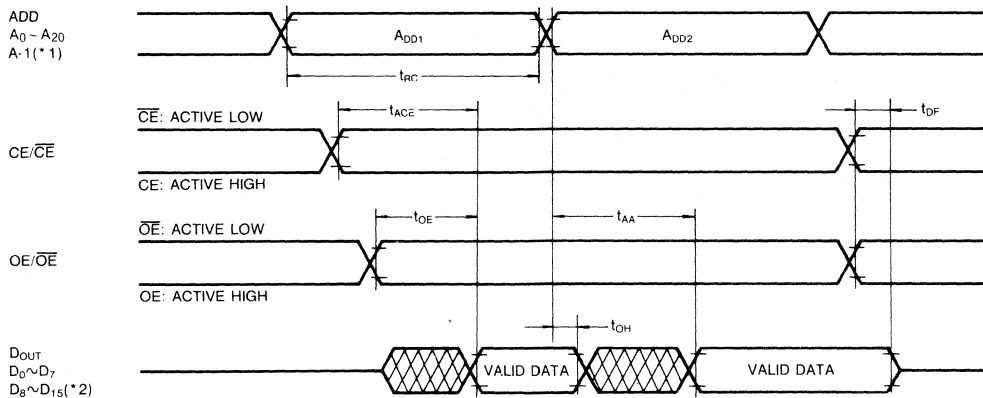 ADD
A0 ~ A20
A-1(*1)
ADD1
ADD2
tRC
CE: ACTIVE LOW
tACE
tDF
CE/CE
CE: ACTIVE HIGH
OE: ACTIVE LOW
tOE
tAA
OE/OE
OE: ACTIVE HIGH
tOH
DOUT
D0~D7
D8~D15(*2)
VALID DATA
VALID DATA